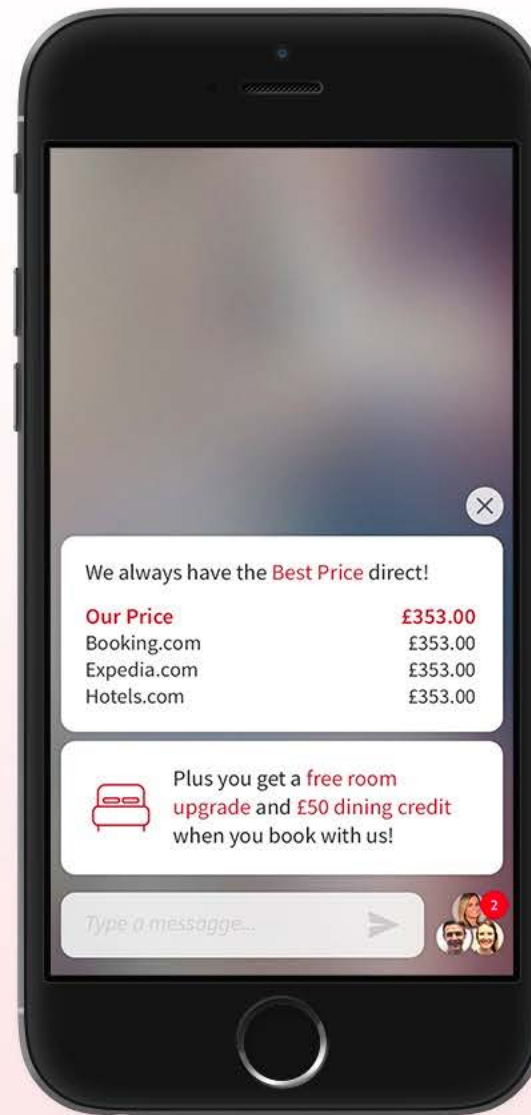 We always have the Best Price direct!
Our Price £353.00
Booking.com £353.00
Expedia.com £353.00
Hotels.com £353.00
Plus you get a free room
upgrade and £50 dining credit
when you book with us!
Type a messagge...
2